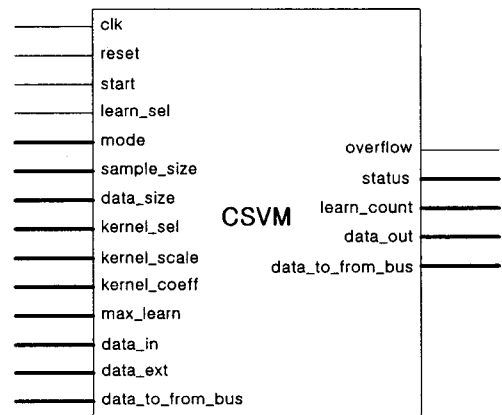 clk
reset
start
learn_sel
mode
sample_size
data_size
kernel_sel
kernel_scale
kernel_coeff
max_learn
data_in
data_ext
data_to_from_bus
CSVM
overflow
status
learn_count
data_out
data_to_from_bus